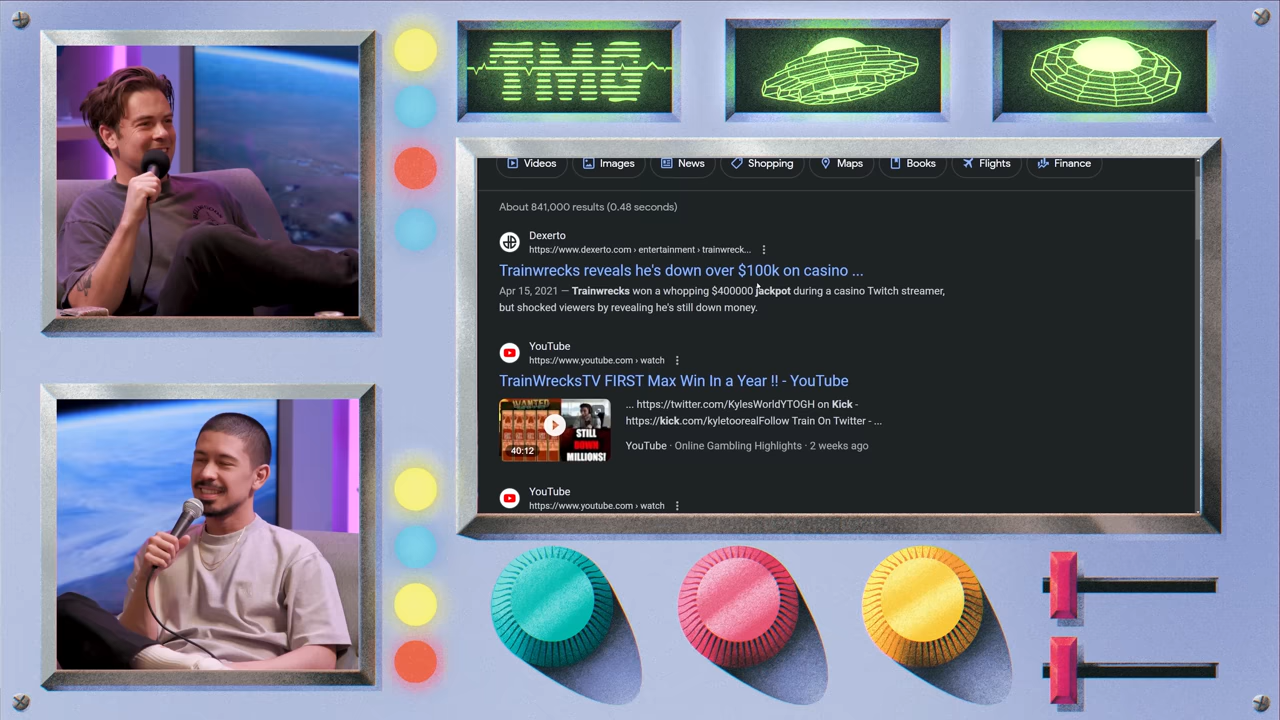 TMG
Videos
Images
News
Shopping
Maps
Books
Flights
Finance
About 841,000 results (0.48 seconds)
Dexerto
https://www.dexerto.com › entertainment › trainwreck...
Trainwrecks reveals he's down over $100k on casino ...
Apr 15, 2021 — Trainwrecks won a whopping $400000 jackpot during a casino Twitch streamer,
but shocked viewers by revealing he's still down money.
YouTube
https://www.youtube.com › watch
TrainWrecksTV FIRST Max Win In a Year !! - YouTube
WANTED
STILL
DOWN
MILLIONS!
40:12
... https://twitter.com/KylesWorldYTOGH on Kick -
https://kick.com/kyletoorealFollow Train On Twitter - ...
YouTube · Online Gambling Highlights · 2 weeks ago
YouTube
https://www.youtube.com › watch